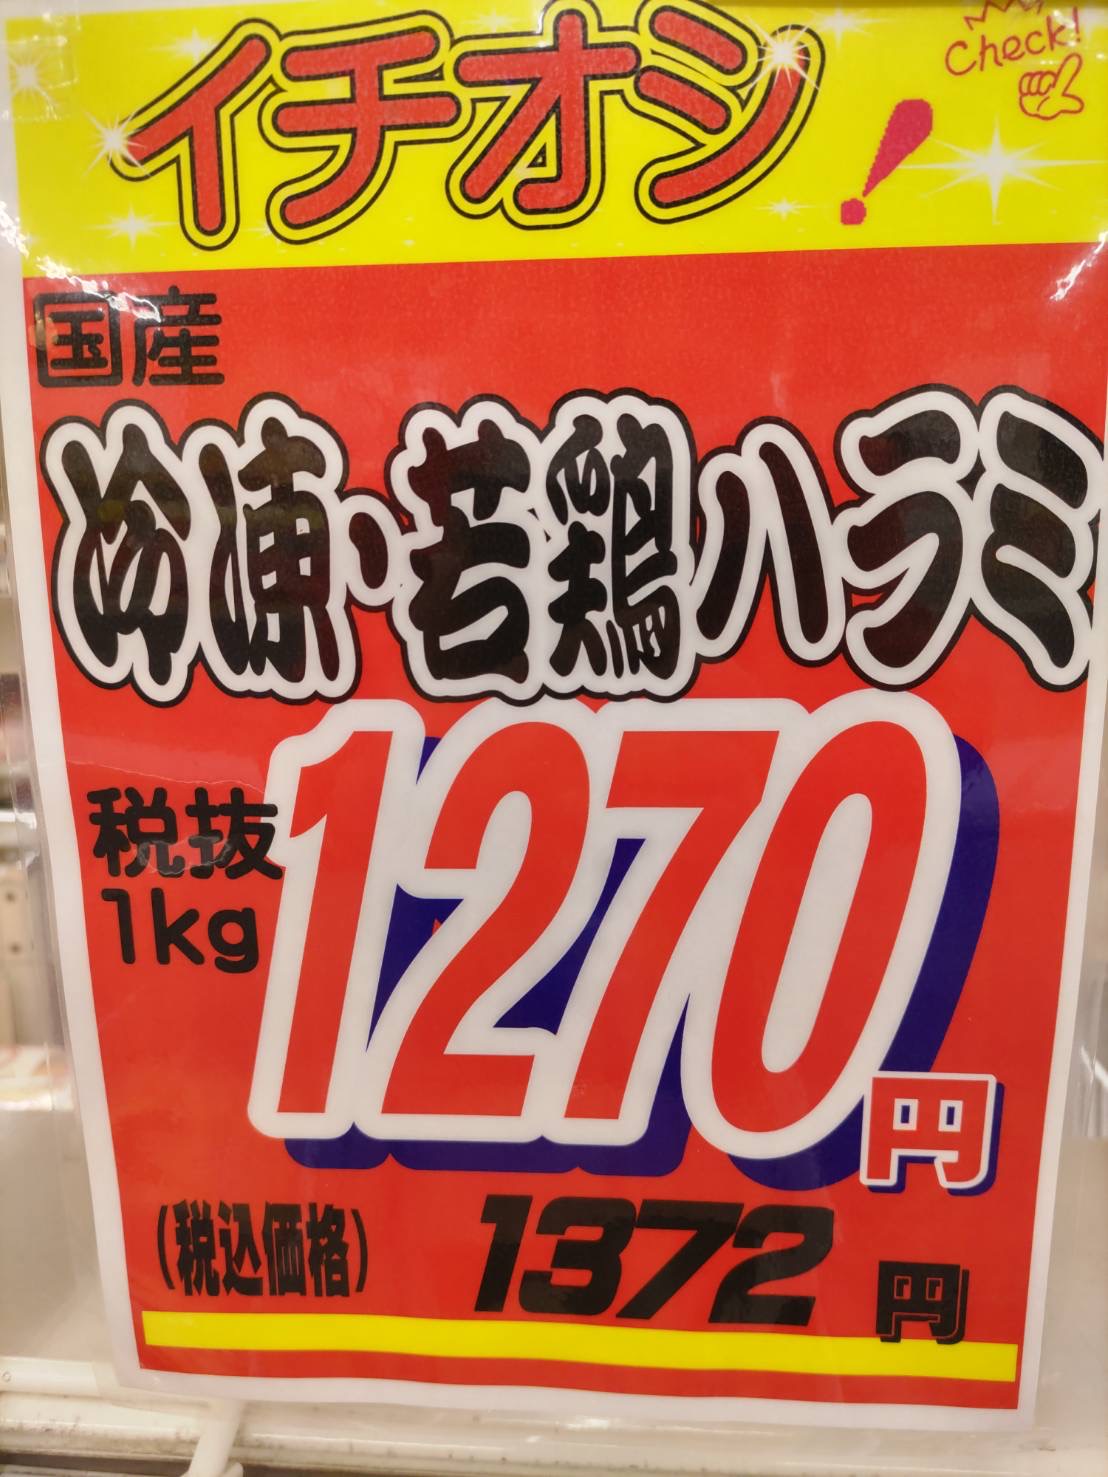 Check!
イチオシ!
国産
冷凍・若鶏ハラミ
税抜
1kg
1270円
(税込価格) 1372円